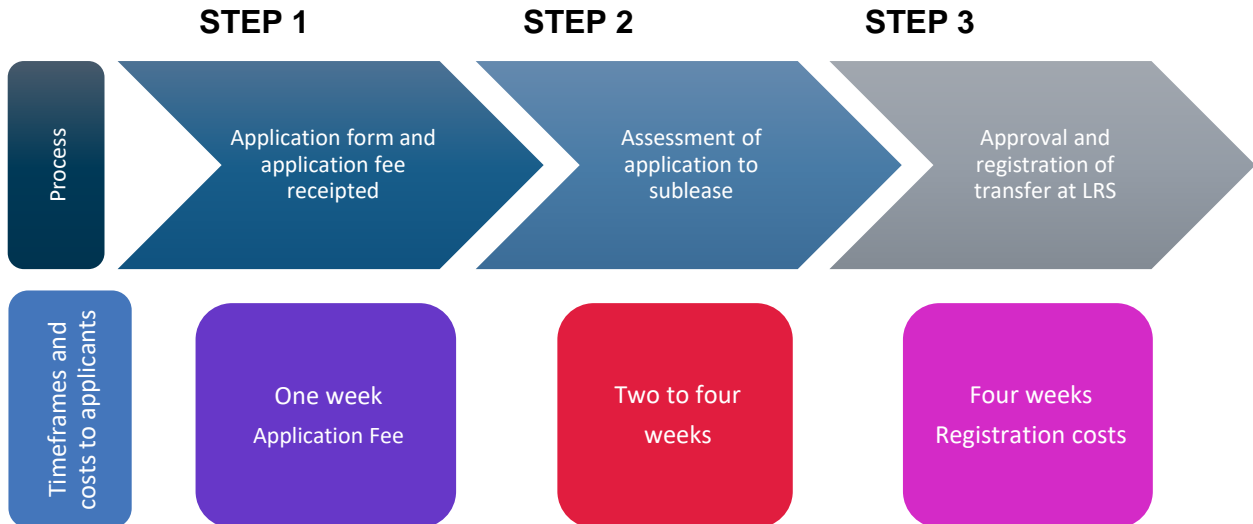 STEP 1
STEP 2
STEP 3
Process
Application form and
application fee
receipted
Assessment of
application to
sublease
Approval and
registration of
transfer at LRS
Timeframes and
costs to applicants
One week
Application Fee
Two to four
weeks
Four weeks
Registration costs